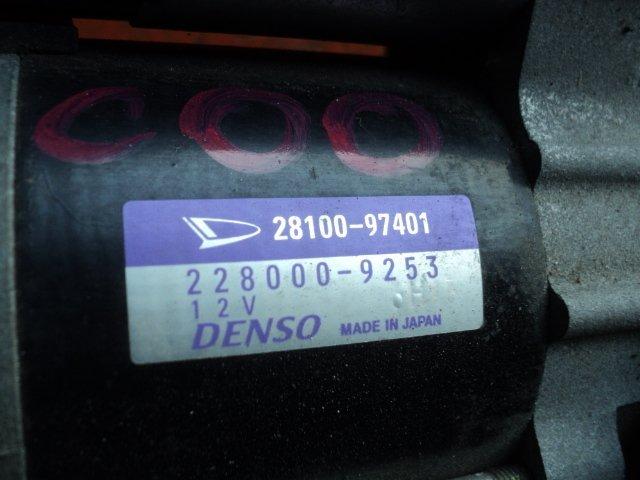 COO
28100-97401
228000-9253
12V
DENSO MADE IN JAPAN